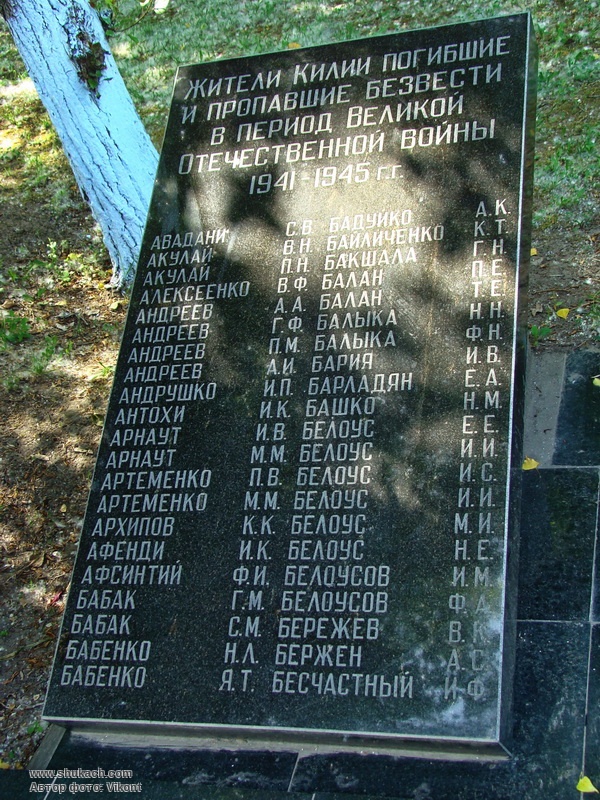 Жители Килии погибшие
и пропавшие безвести
в период Великой
Отечественной войны
1941-1945 г.г.
АВАДАНИ С.В БАДУЙКО А.К.
АКУЛАЙ В.Н. БАЙЛИЧЕНКО К.Т.
АКУЛАЙ П.Н. БАКШАЛА Г.Н
АЛЕКСЕЕНКО В.Ф. БАЛАН П.Е.
АНДРЕЕВ А.А. БАЛАН Т.Е.
АНДРЕЕВ Г.Ф. БАЛЫКА Н.Н.
АНДРЕЕВ П.М. БАЛЫКА Ф.Н.
АНДРЕЕВ А.И. БАРИЯ И.В.
АНДРУШКО И.П. БАРЛАДЯН Е.А.
АНТОХИ И.К. БАШКО Н.М.
АРНАУТ И.В. БЕЛОУС Е.Е.
АРНАУТ М.М. БЕЛОУС И.И.
АРТЕМЕНКО П.В. БЕЛОУС И.С.
АРТЕМЕНКО М.М. БЕЛОУС И.И.
АРХИПОВ К.К. БЕЛОУС М.И.
АФЕНДИ И.К. БЕЛОУС Н.Е.
АФСИНТИЙ Ф.И. БЕЛОУСОВ И.М.
БАБАК Г.М. БЕЛОУСОВ Ф.А.
БАБАК С.М. БЕРЕЖЕВ В.К.
БАБЕНКО Н.Л. БЕРЖЕН А.С.
БАБЕНКО Я.Т. БЕСЧАСТНЫЙ И.Ф.
www.shukach.com
Автор фото: Vikont